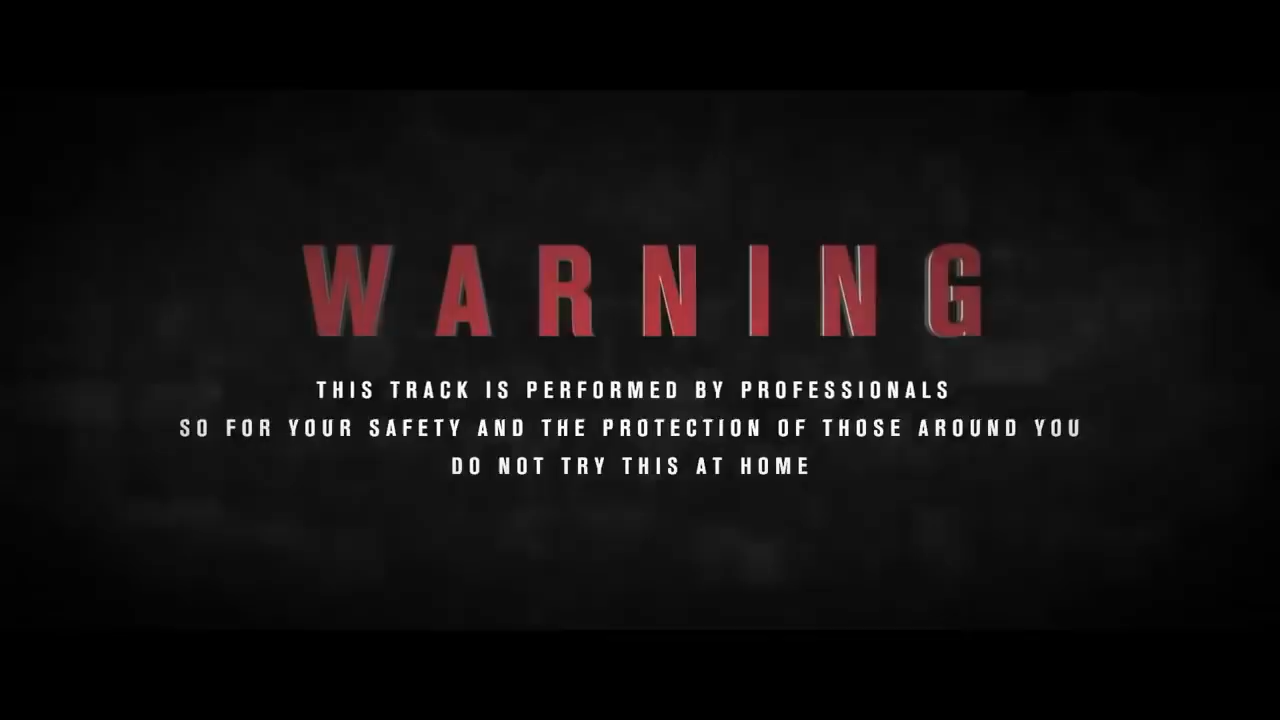 WARNING
THIS TRACK IS PERFORMED BY PROFESSIONALS
SO FOR YOUR SAFETY AND THE PROTECTION OF THOSE AROUND YOU
DO NOT TRY THIS AT HOME